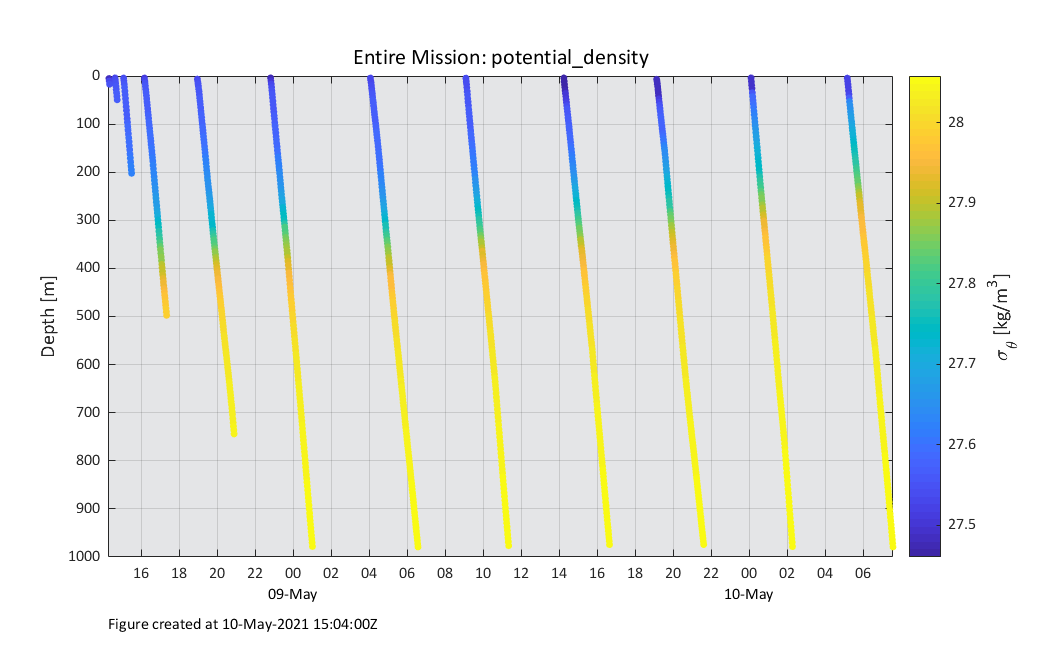 Entire Mission: potential_density
0
100
200
300
400
500
600
700
800
900
1000
Depth [m]
16 18 20 22 00 02 04 06 08 10 12 14 16 18 20 22 00 02 04 06
09-May 10-May
28
27.9
27.8
27.7
27.6
27.5
σθ [kg/m³]
Figure created at 10-May-2021 15:04:00Z